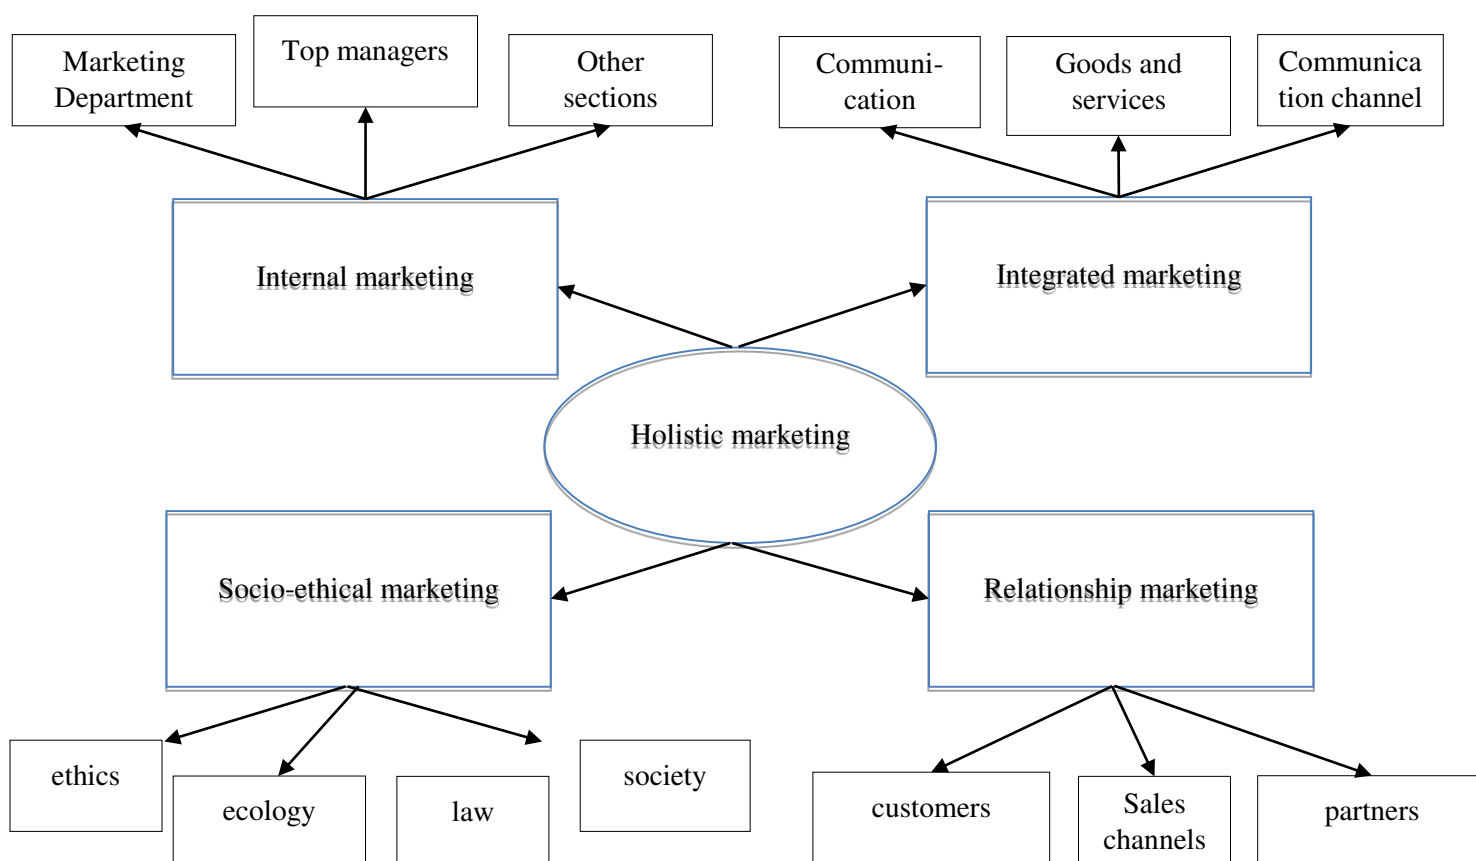 Marketing
Department
Top managers
Other
sections
Communi-
cation
Goods and
services
Communica
tion channel
Internal marketing
Integrated marketing
Holistic marketing
Socio-ethical marketing
Relationship marketing
ethics
ecology
law
society
customers
Sales
channels
partners